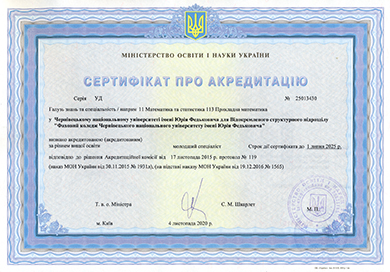 МІНІСТЕРСТВО ОСВІТИ І НАУКИ УКРАЇНИ
СЕРТИФІКАТ ПРО АКРЕДИТАЦІЮ
Серія УД № 25013430
Галузь знань та спеціальність / напрям 11 Математика та статистика 113 Прикладна математика
у Чернівецькому національному університеті імені Юрія Федьковича для Відокремленого структурного підрозділу
"Фаховий коледж Чернівецького національного університету імені Юрія Федьковича"
визнано акредитованою (акредитованим)
за рівнем вищої освіти молодший спеціаліст Строк дії сертифіката до 1 липня 2025 р.
відповідно до рішення Акредитаційної комісії від 17 листопада 2015 р. протокол № 119
(наказ МОН України від 30.11.2015 № 1931л), (на підставі наказу МОН України від 19.12.2016 № 1565)
Т. в. о. Міністра С. М. Шкарлет
М. П.
м. Київ 4 листопада 2020 р.